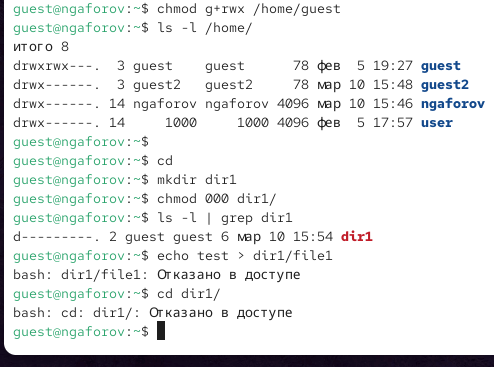 guest@ngaforov:~$ chmod g+rwx /home/guest
guest@ngaforov:~$ ls -l /home/
итого 8
drwxrwx---.  3 guest    guest      78 фев  5 19:27 guest
drwx------.  3 guest2   guest2     78 мар 10 15:48 guest2
drwx------. 14 ngaforov ngaforov 4096 мар 10 15:46 ngaforov
drwx------. 14     1000     1000 4096 фев  5 17:57 user
guest@ngaforov:~$
guest@ngaforov:~$ cd
guest@ngaforov:~$ mkdir dir1
guest@ngaforov:~$ chmod 000 dir1/
guest@ngaforov:~$ ls -l | grep dir1
d---------. 2 guest guest 6 мар 10 15:54 dir1
guest@ngaforov:~$ echo test > dir1/file1
bash: dir1/file1: Отказано в доступе
guest@ngaforov:~$ cd dir1/
bash: cd: dir1/: Отказано в доступе
guest@ngaforov:~$